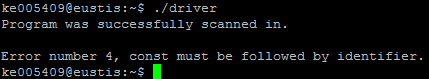 ke005409@eustis:~$ ./driver
Program was successfully scanned in.
Error number 4, const must be followed by identifier.
ke005409@eustis:~$